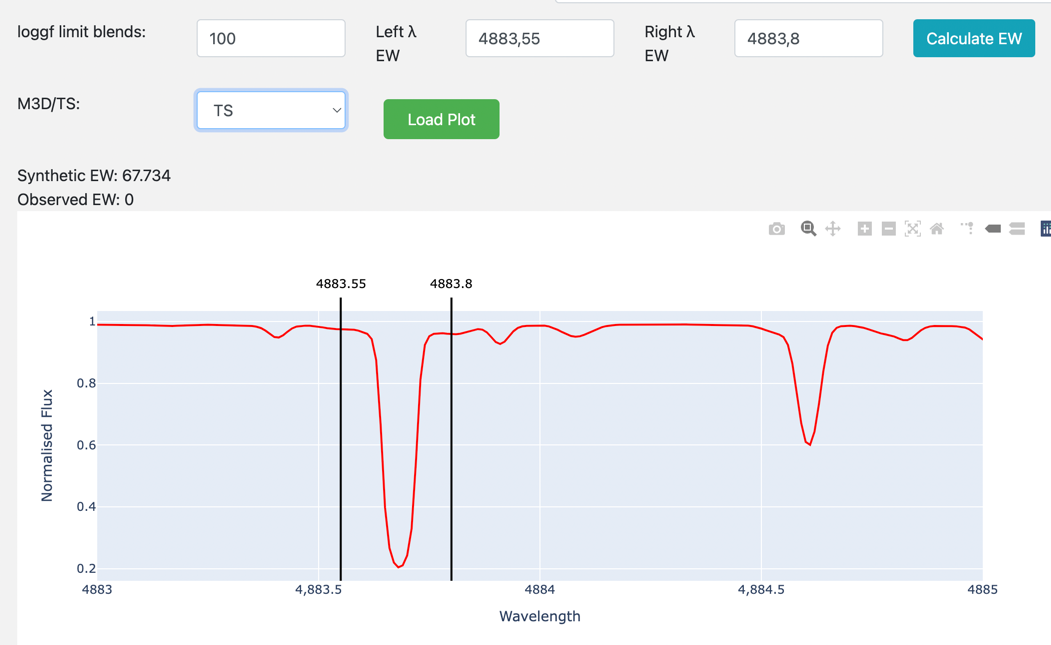 loggf limit blends:
100
Left λ
EW
4883,55
Right λ
EW
4883,8
Calculate EW
M3D/TS:
TS
Load Plot
Synthetic EW: 67.734
Observed EW: 0
4883.55
4883.8
1
0.8
0.6
0.4
0.2
Normalised Flux
4883
4,883.5
4884
4,884.5
4885
Wavelength